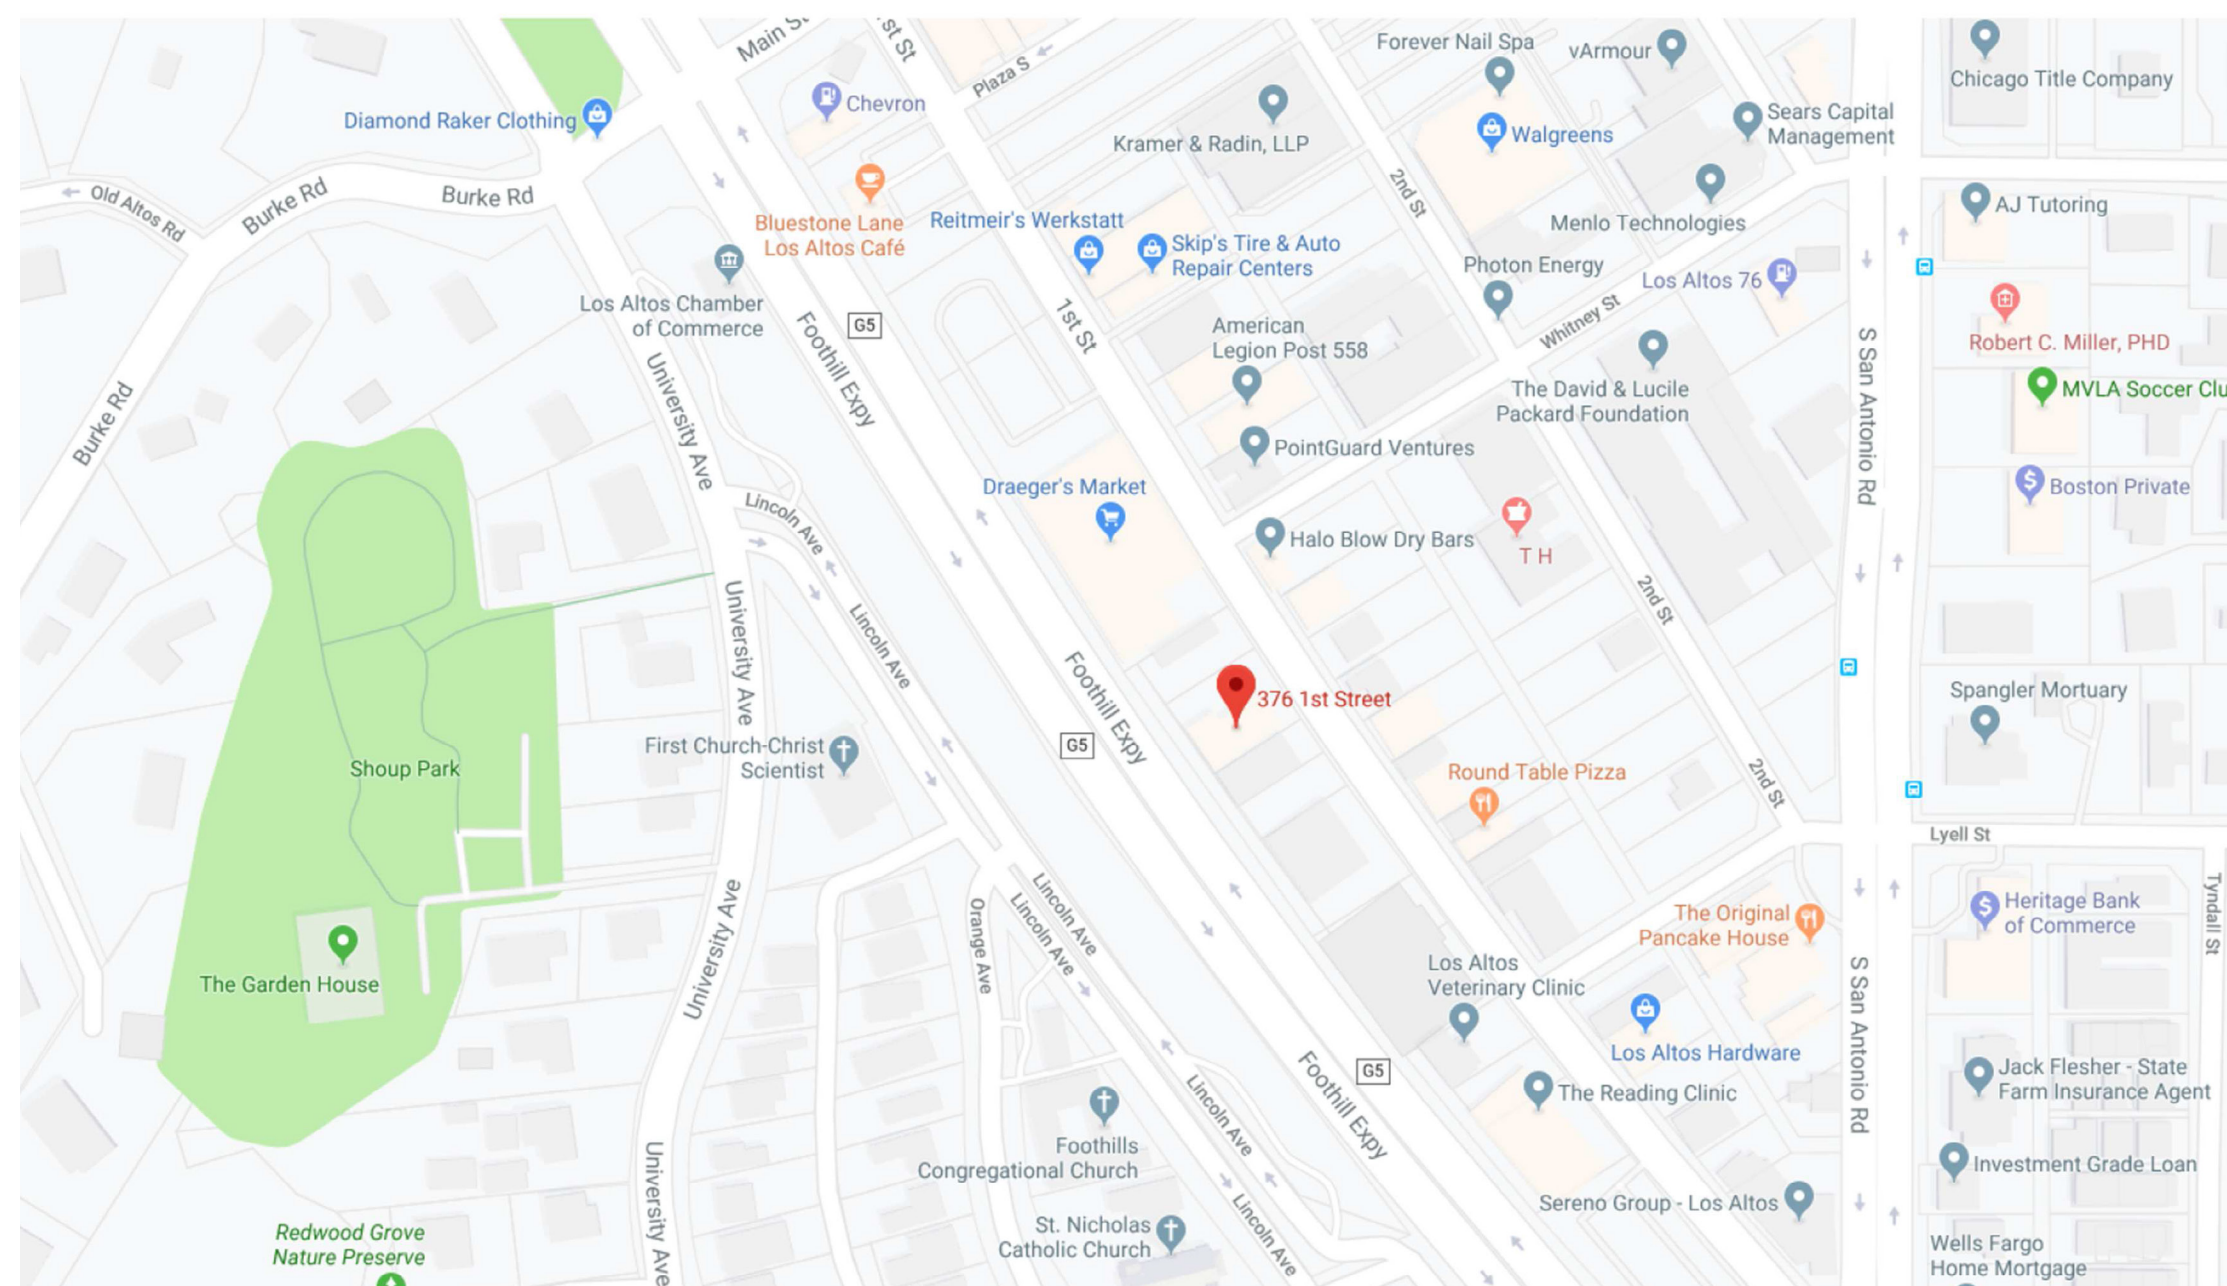 Main St
1st St
Plaza S
Forever Nail Spa
vArmour
Chicago Title Company
Diamond Raker Clothing
Chevron
Kramer & Radin, LLP
Walgreens
Sears Capital
Management
Old Altos Rd
Burke Rd
Burke Rd
Bluestone Lane
Los Altos Café
Reitmeir's Werkstatt
Skip's Tire & Auto
Repair Centers
2nd St
Menlo Technologies
AJ Tutoring
Photon Energy
Los Altos 76
Los Altos Chamber
of Commerce
Foothill Expy
G5
1st St
American
Legion Post 558
Whitney St
The David & Lucile
Packard Foundation
S San Antonio Rd
Robert C. Miller, PHD
MVLA Soccer Clu
Burke Rd
University Ave
Lincoln Ave
Draeger's Market
PointGuard Ventures
Boston Private
Halo Blow Dry Bars
T H
University Ave
Lincoln Ave
2nd St
Foothill Expy
376 1st Street
Spangler Mortuary
First Church-Christ
Scientist
G5
Shoup Park
Round Table Pizza
2nd St
Lyell St
University Ave
Orange Ave
Lincoln Ave
Lincoln Ave
The Original
Pancake House
Heritage Bank
of Commerce
Tyndall St
The Garden House
Los Altos
Veterinary Clinic
S San Antonio Rd
Los Altos Hardware
G5
Foothill Expy
The Reading Clinic
Jack Flesher - State
Farm Insurance Agent
Foothills
Congregational Church
Lincoln Ave
University Ave
Investment Grade Loan
Sereno Group - Los Altos
St. Nicholas
Catholic Church
Lincoln Ave
Redwood Grove
Nature Preserve
Wells Fargo
Home Mortgage